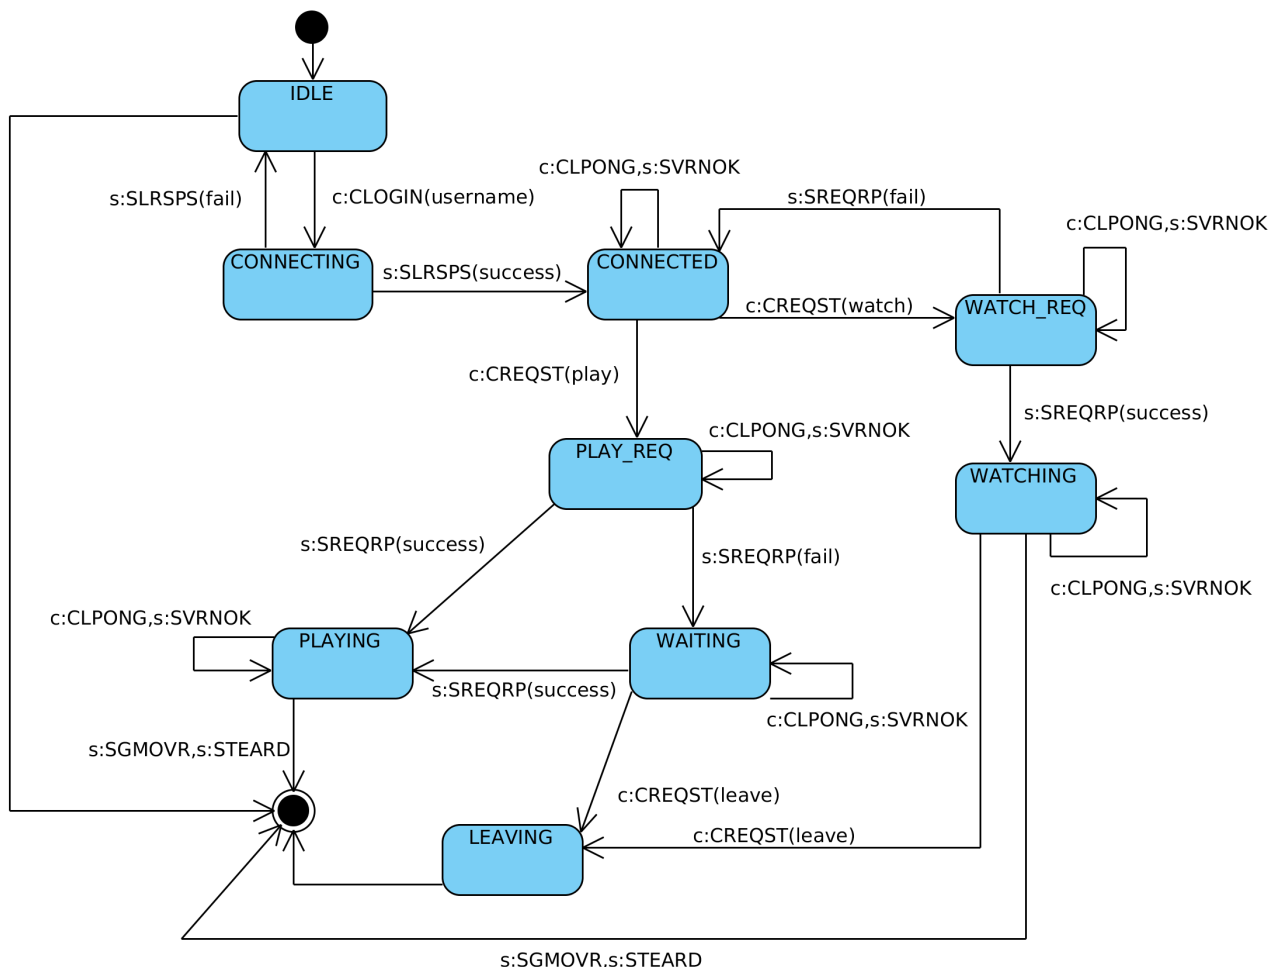 IDLE
c:CLPONG,s:SVRNOK
s:SLRSPS(fail)
c:CLOGIN(username)
s:SREQRP(fail)
c:CLPONG,s:SVRNOK
CONNECTING
CONNECTED
s:SLRSPS(success)
c:CREQST(watch)
WATCH_REQ
c:CREQST(play)
s:SREQRP(success)
c:CLPONG,s:SVRNOK
PLAY_REQ
WATCHING
s:SREQRP(success)
s:SREQRP(fail)
c:CLPONG,s:SVRNOK
c:CLPONG,s:SVRNOK
PLAYING
WAITING
s:SREQRP(success)
c:CLPONG,s:SVRNOK
s:SGMOVR,s:STEARD
c:CREQST(leave)
LEAVING
c:CREQST(leave)
s:SGMOVR,s:STEARD